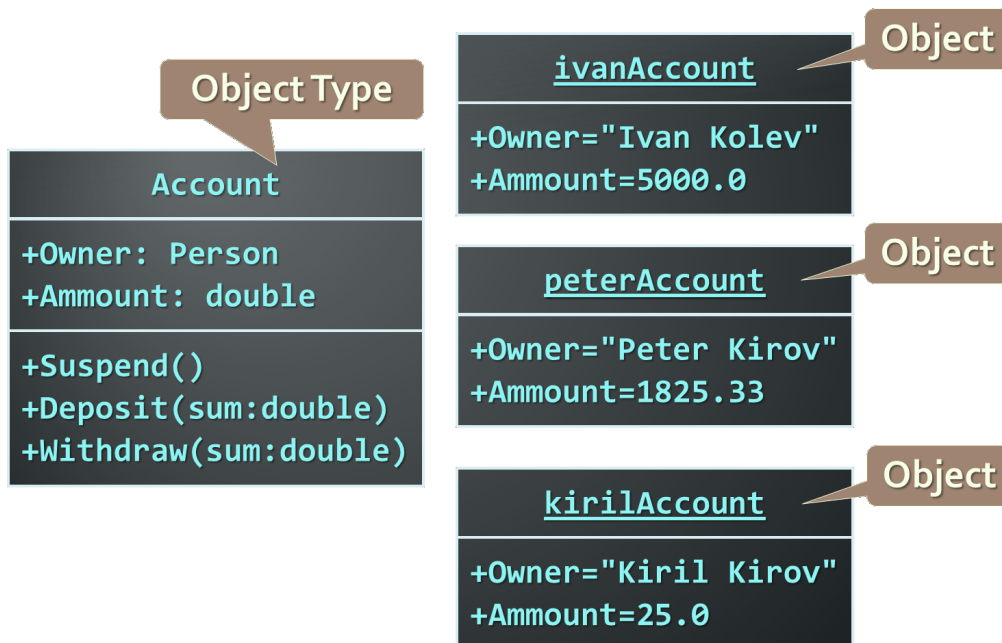 Object Type
Account
+Owner: Person
+Ammount: double
+Suspend()
+Deposit(sum:double)
+Withdraw(sum:double)
Object
ivanAccount
+Owner="Ivan Kolev"
+Ammount=5000.0
Object
peterAccount
+Owner="Peter Kirov"
+Ammount=1825.33
Object
kirilAccount
+Owner="Kiril Kirov"
+Ammount=25.0